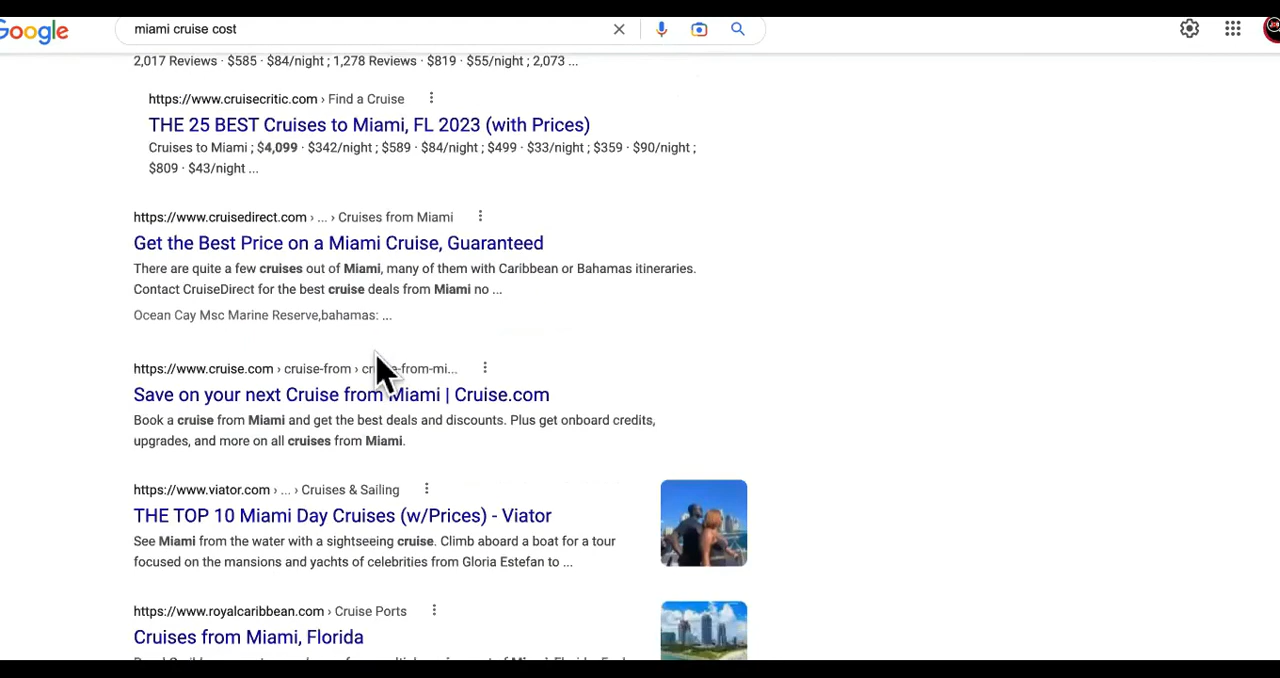 Google
miami cruise cost
2,017 Reviews · $585 · $84/night ; 1,278 Reviews · $819 · $55/night ; 2,073 ...
https://www.cruisecritic.com › Find a Cruise
THE 25 BEST Cruises to Miami, FL 2023 (with Prices)
Cruises to Miami ; $4,099 · $342/night ; $589 · $84/night ; $499 · $33/night ; $359 · $90/night ;
$809 · $43/night ...
https://www.cruisedirect.com › ... › Cruises from Miami
Get the Best Price on a Miami Cruise, Guaranteed
There are quite a few cruises out of Miami, many of them with Caribbean or Bahamas itineraries.
Contact CruiseDirect for the best cruise deals from Miami no ...
Ocean Cay Msc Marine Reserve,bahamas: ...
https://www.cruise.com › cruise-from ›
Save on your next Cruise from Miami | Cruise.com
Book a cruise from Miami and get the best deals and discounts. Plus get onboard credits,
upgrades, and more on all cruises from Miami.
https://www.viator.com › ... › Cruises & Sailing
THE TOP 10 Miami Day Cruises (w/Prices) - Viator
See Miami from the water with a sightseeing cruise. Climb aboard a boat for a tour
focused on the mansions and yachts of celebrities from Gloria Estefan to ...
https://www.royalcaribbean.com › Cruise Ports
Cruises from Miami, Florida